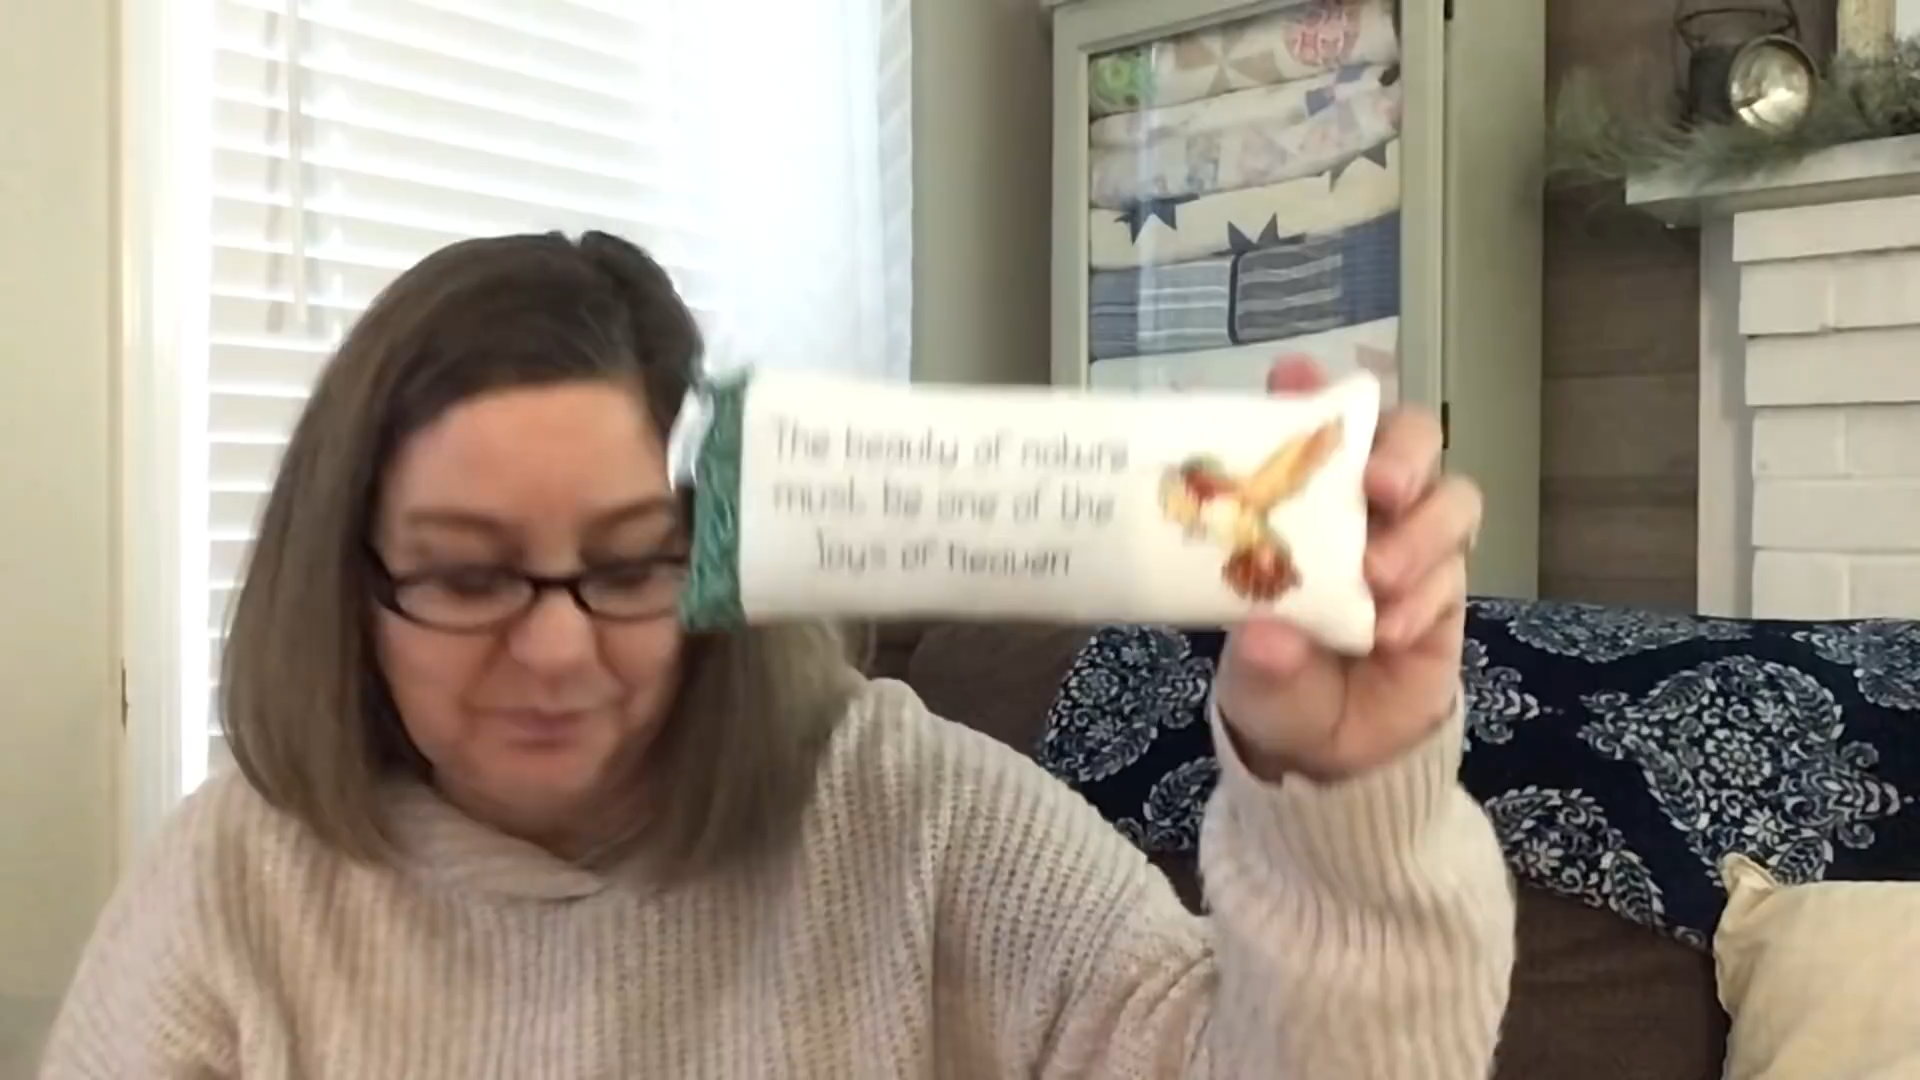 The beauty of nature
must be one of the
Joys of heaven